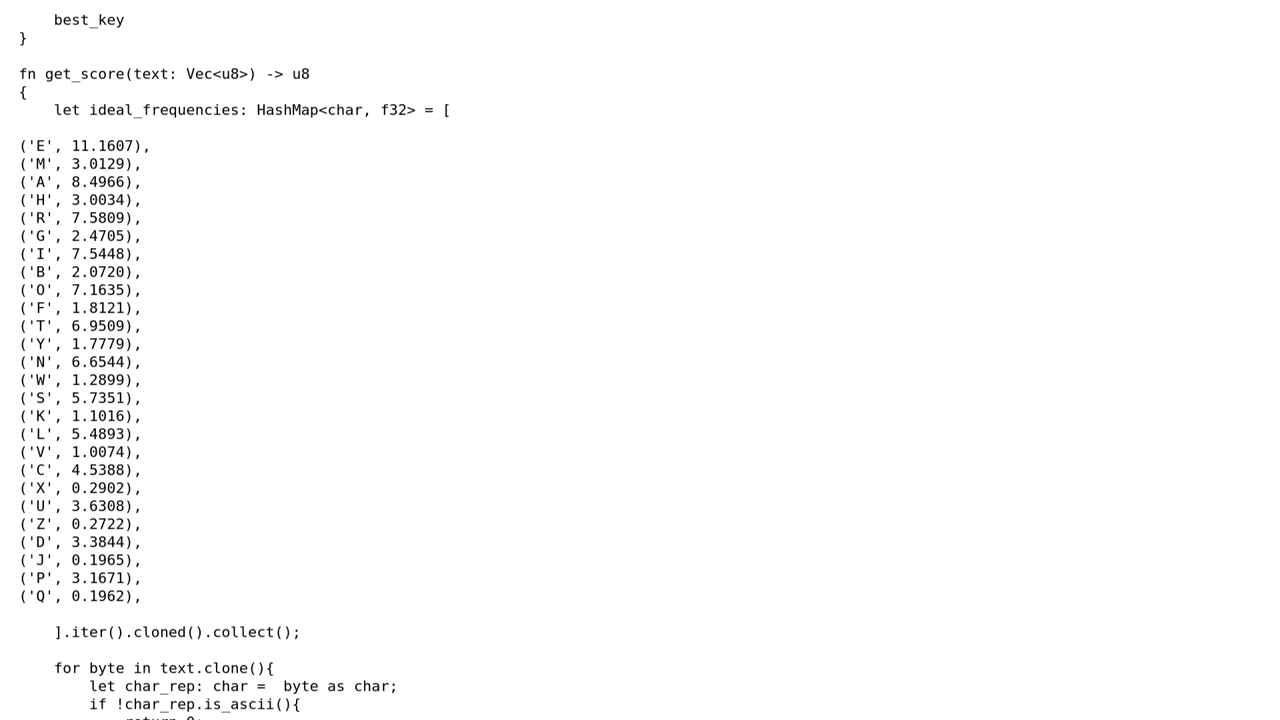 best_key
}
fn get_score(text: Vec<u8>) -> u8
{
    let ideal_frequencies: HashMap<char, f32> = [
('E', 11.1607),
('M', 3.0129),
('A', 8.4966),
('H', 3.0034),
('R', 7.5809),
('G', 2.4705),
('I', 7.5448),
('B', 2.0720),
('O', 7.1635),
('F', 1.8121),
('T', 6.9509),
('Y', 1.7779),
('N', 6.6544),
('W', 1.2899),
('S', 5.7351),
('K', 1.1016),
('L', 5.4893),
('V', 1.0074),
('C', 4.5388),
('X', 0.2902),
('U', 3.6308),
('Z', 0.2722),
('D', 3.3844),
('J', 0.1965),
('P', 3.1671),
('Q', 0.1962),
    ].iter().cloned().collect();
    for byte in text.clone(){
        let char_rep: char =  byte as char;
        if !char_rep.is_ascii(){